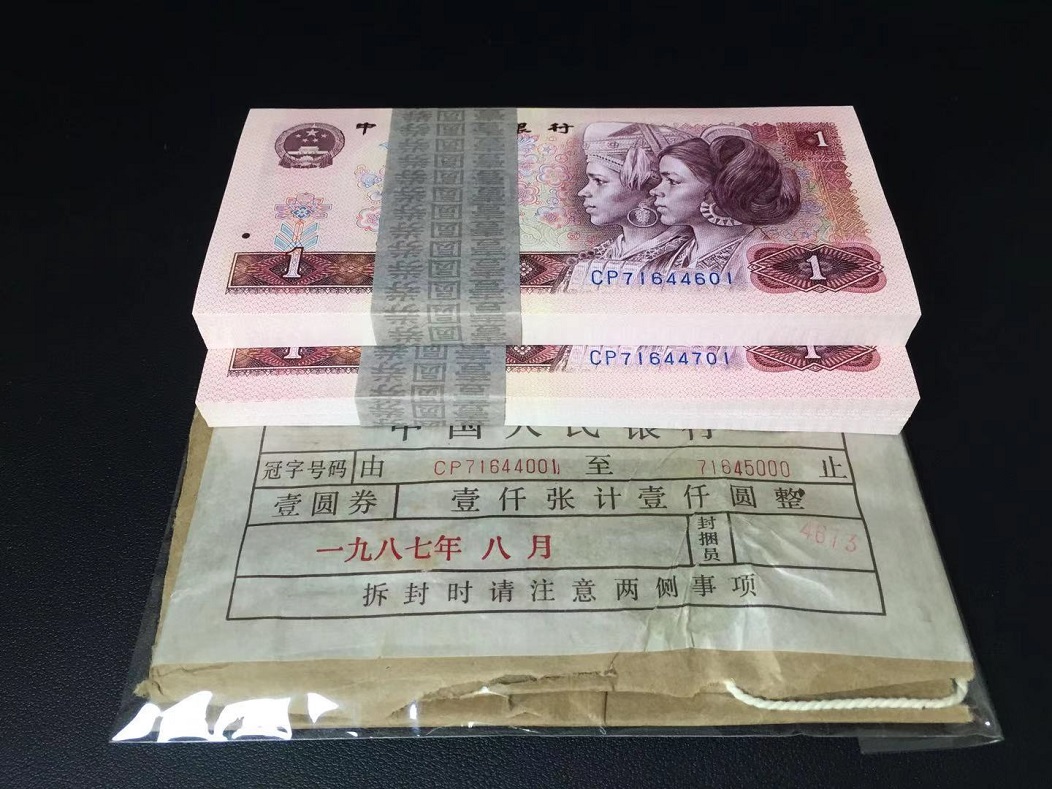 中 银 行
1
1
CP71644601
1
1
CP71644701
1
中国人民银行
冠字号码 由 CP71644001 至 71645000 止
壹圆券 壹仟张计壹仟圆整
一九八七年 八月 封捆员 4613
拆封时请注意两侧事项